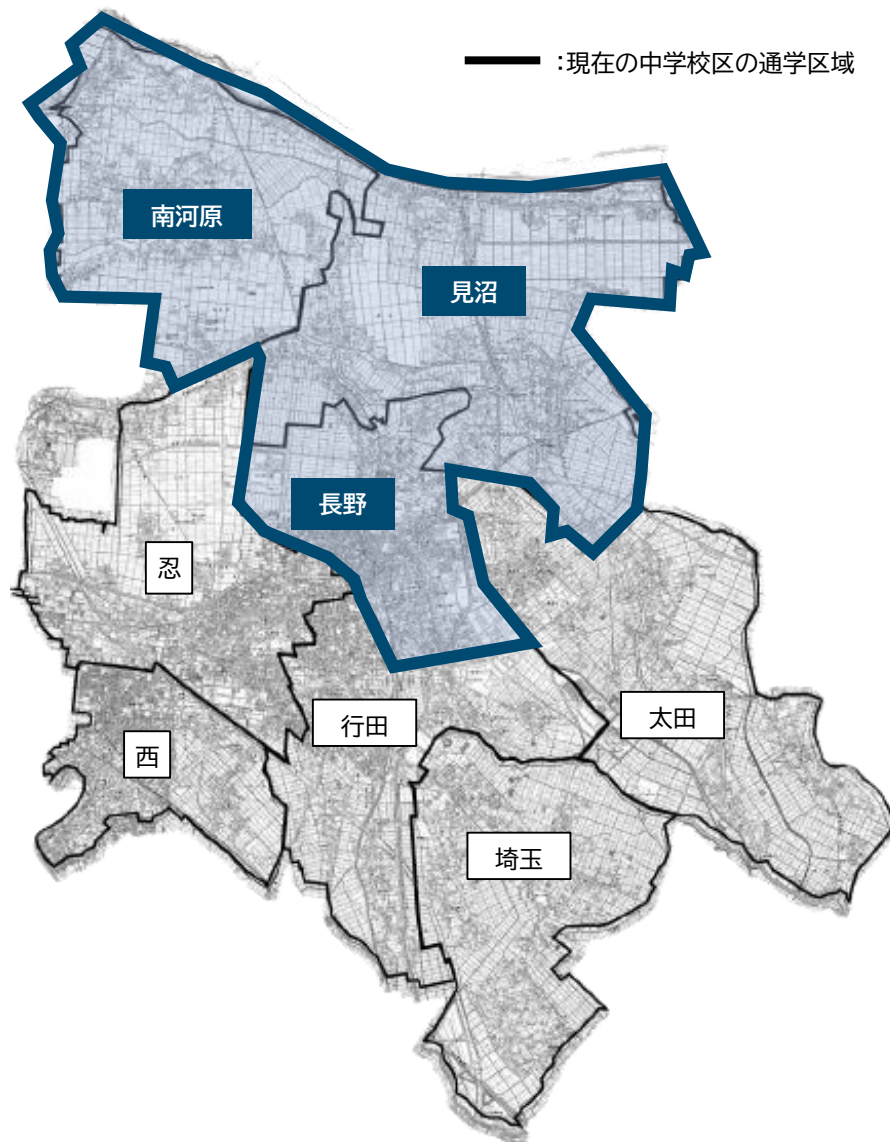 :現在の中学校区の通学区域
南河原
見沼
長野
忍
太田
行田
西
埼玉